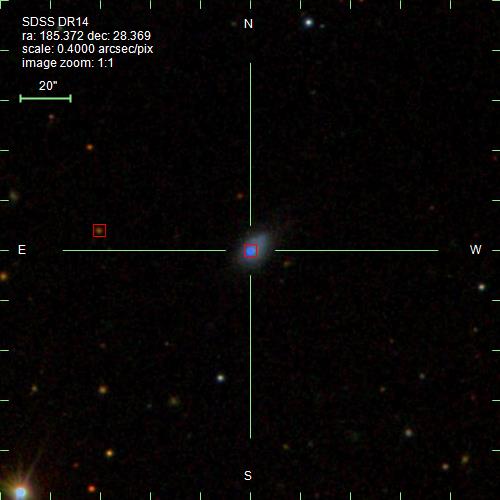 SDSS DR14
ra: 185.372 dec: 28.369
scale: 0.4000 arcsec/pix
image zoom: 1:1
20"
N
E
W
S